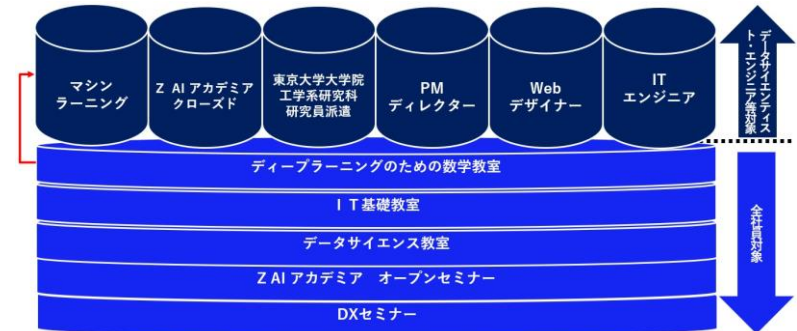 マシン
ラーニング
Z AI アカデミア
クローズド
東京大学大学院
工学系研究科
研究員派遣
PM
ディレクター
Web
デザイナー
IT
エンジニア
データサイエンティス
ト・エンジニア等対象
ディープラーニングのための数学教室
IT基礎教室
データサイエンス教室
Z AI アカデミア オープンセミナー
DXセミナー
全社員対象